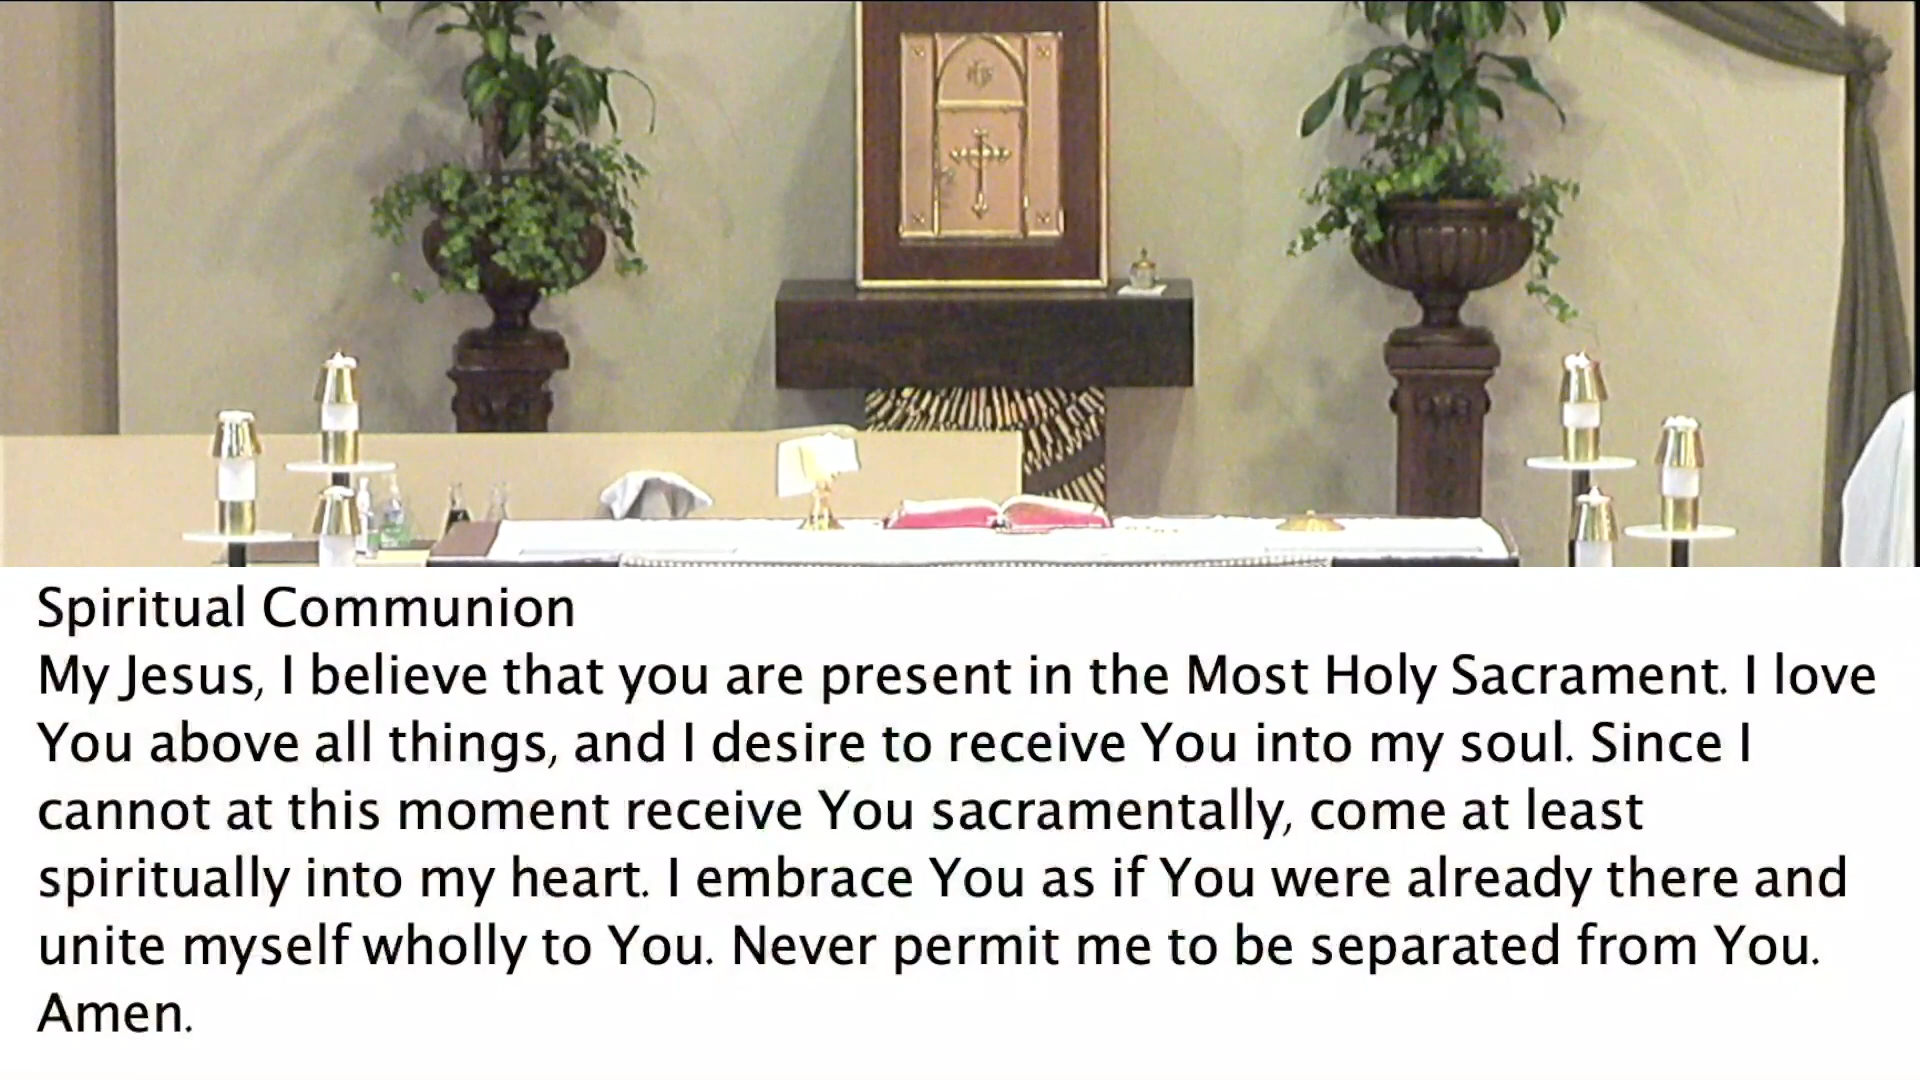 Spiritual Communion
My Jesus, I believe that you are present in the Most Holy Sacrament. I love
You above all things, and I desire to receive You into my soul. Since I
cannot at this moment receive You sacramentally, come at least
spiritually into my heart. I embrace You as if You were already there and
unite myself wholly to You. Never permit me to be separated from You.
Amen.